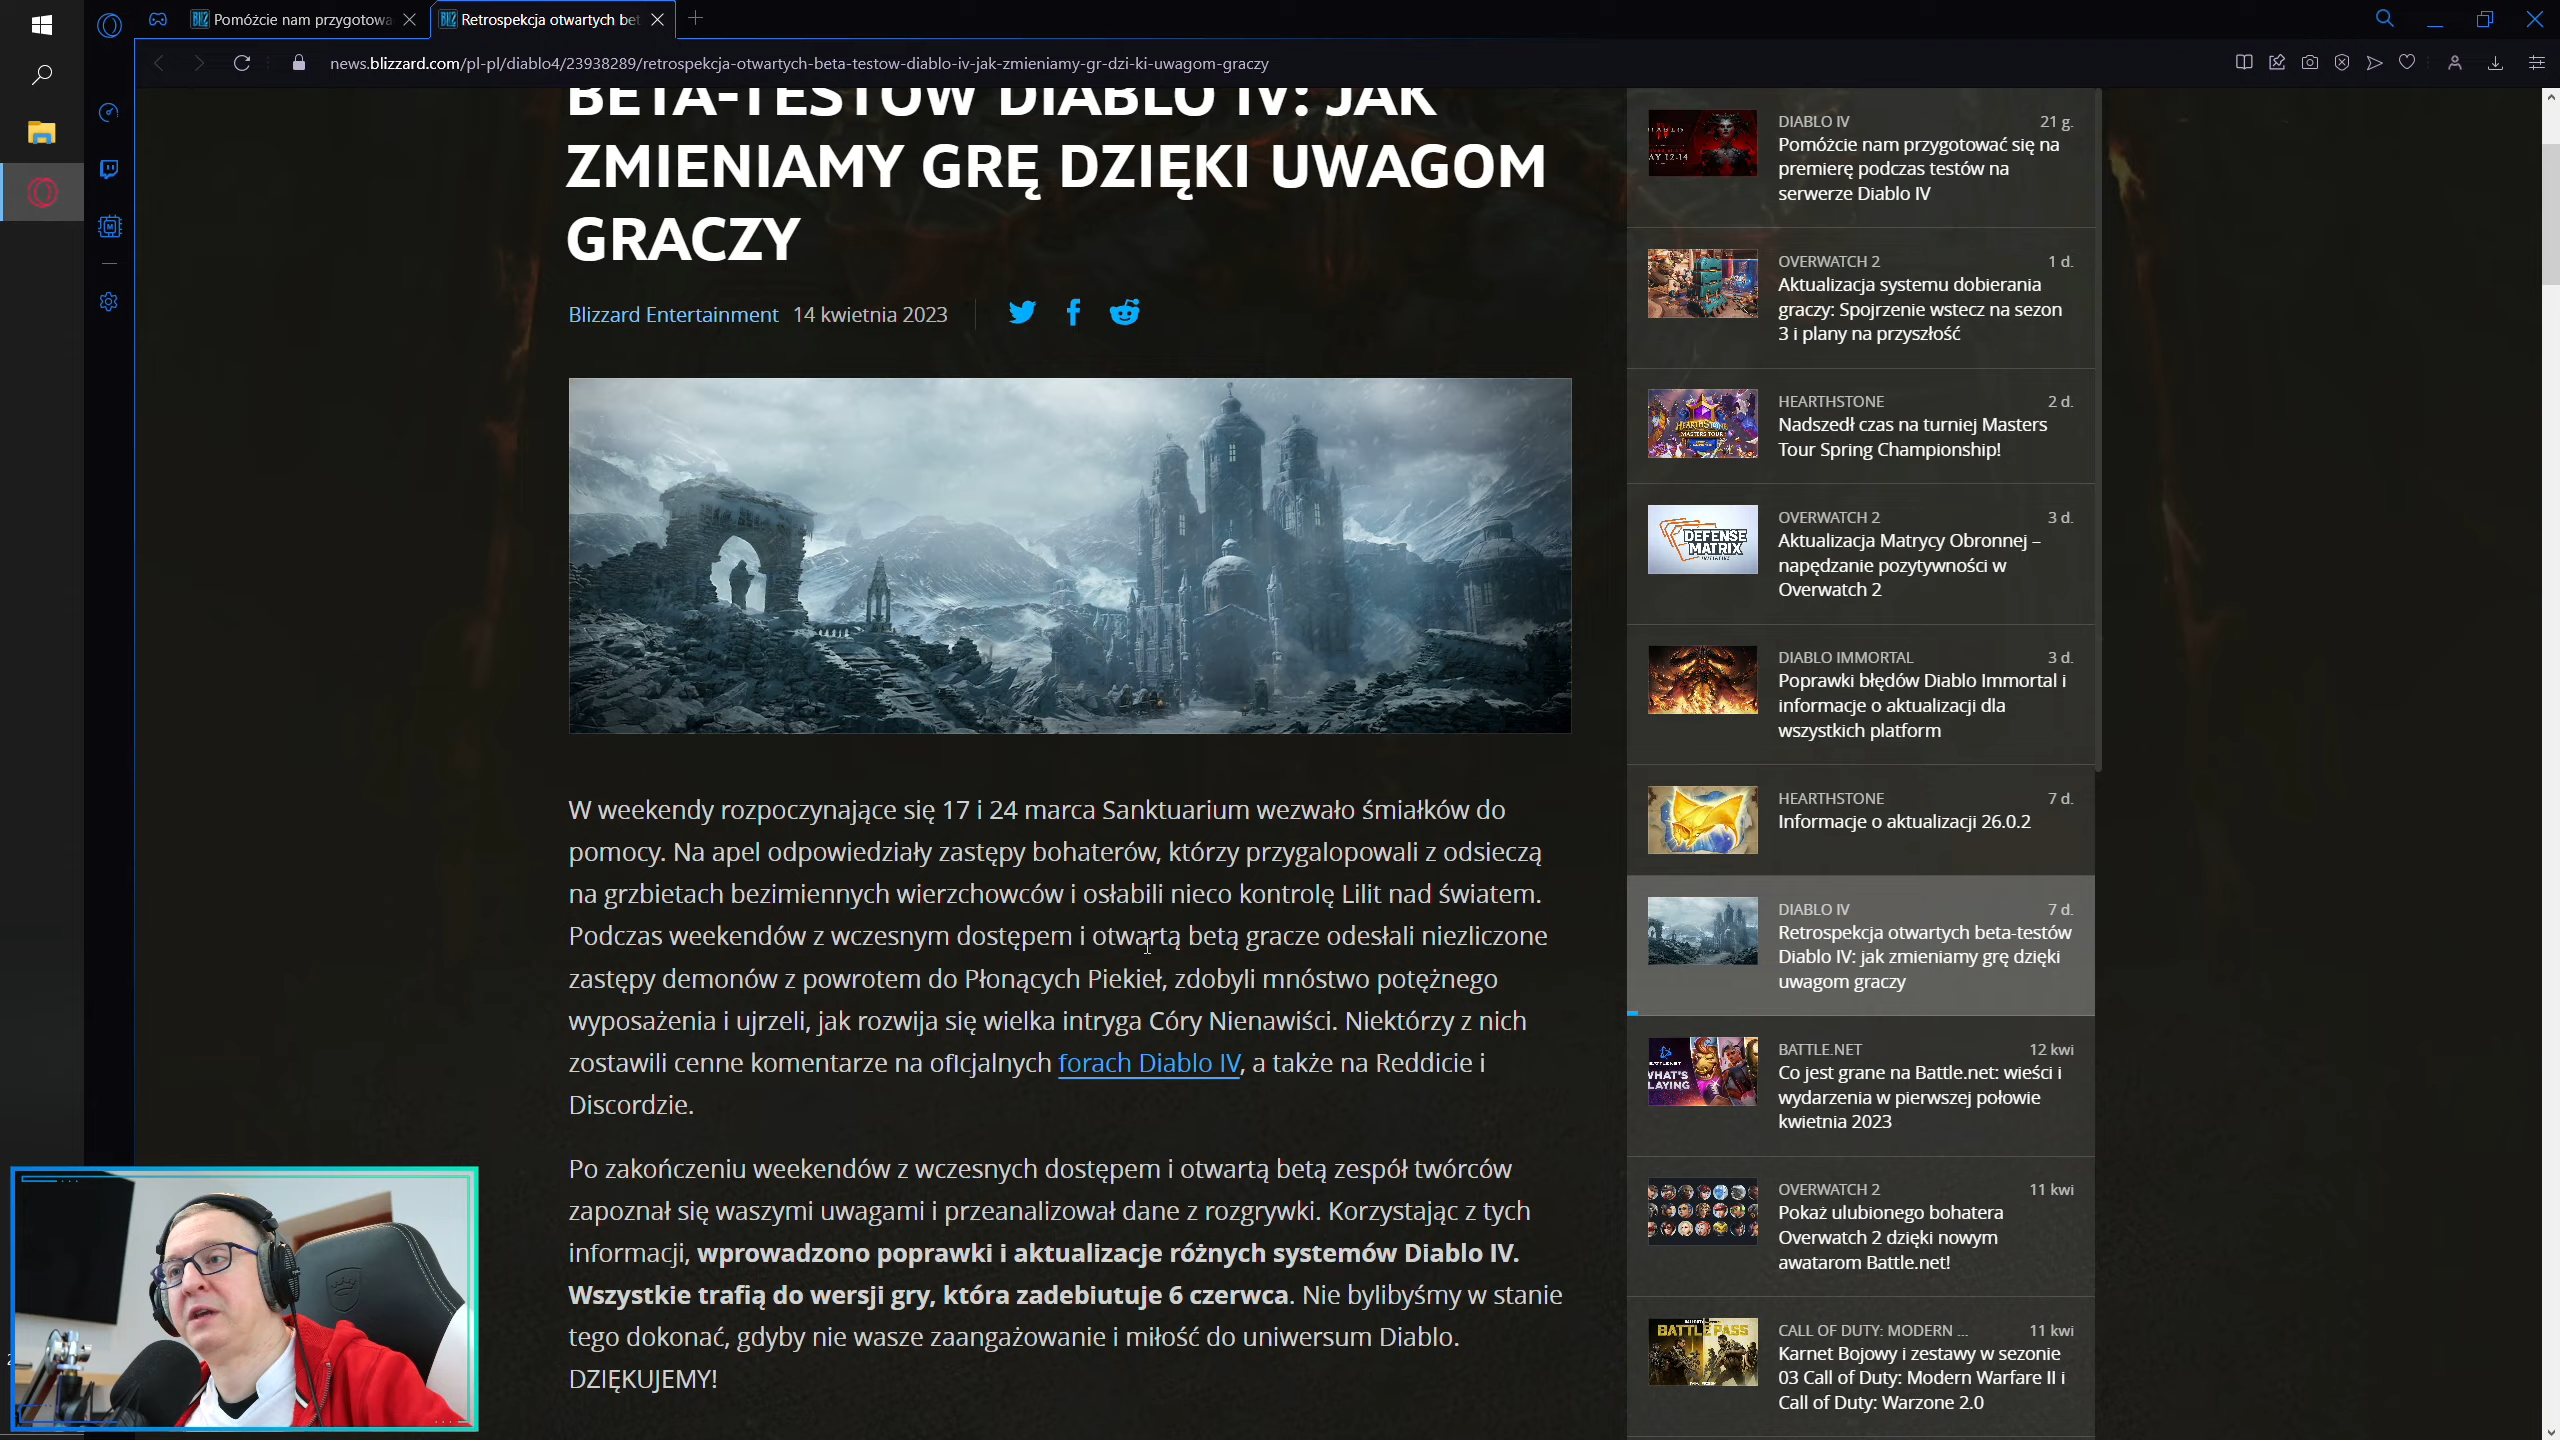 Pomóżcie nam przygotowa
Retrospekcja otwartych bet
news.blizzard.com/pl-pl/diablo4/23938289/retrospekcja-otwartych-beta-testow-diablo-iv-jak-zmieniamy-gr-dzi-ki-uwagom-graczy
BETA-TESTÓW DIABLO IV: JAK
ZMIENIAMY GRĘ DZIĘKI UWAGOM
GRACZY
Blizzard Entertainment 14 kwietnia 2023
W weekendy rozpoczynające się 17 i 24 marca Sanktuarium wezwało śmiałków do
pomocy. Na apel odpowiedziały zastępy bohaterów, którzy przygalopowali z odsieczą
na grzbietach bezimiennych wierzchowców i osłabili nieco kontrolę Lilit nad światem.
Podczas weekendów z wczesnym dostępem i otwartą betą gracze odesłali niezliczone
zastępy demonów z powrotem do Płonących Piekieł, zdobyli mnóstwo potężnego
wyposażenia i ujrzeli, jak rozwija się wielka intryga Córy Nienawiści. Niektórzy z nich
zostawili cenne komentarze na oficjalnych forach Diablo IV, a także na Reddicie i
Discordzie.
Po zakończeniu weekendów z wczesnych dostępem i otwartą betą zespół twórców
zapoznał się waszymi uwagami i przeanalizował dane z rozgrywki. Korzystając z tych
informacji, wprowadzono poprawki i aktualizacje różnych systemów Diablo IV.
Wszystkie trafią do wersji gry, która zadebiutuje 6 czerwca. Nie bylibyśmy w stanie
tego dokonać, gdyby nie wasze zaangażowanie i miłość do uniwersum Diablo.
DZIĘKUJEMY!
DIABLO IV 21 g.
Pomóżcie nam przygotować się na
premierę podczas testów na
serwerze Diablo IV
OVERWATCH 2 1 d.
Aktualizacja systemu dobierania
graczy: Spojrzenie wstecz na sezon
3 i plany na przyszłość
HEARTHSTONE 2 d.
Nadszedł czas na turniej Masters
Tour Spring Championship!
HEARTHSTONE
MASTERS TOUR
OVERWATCH 2 3 d.
Aktualizacja Matrycy Obronnej –
napędzanie pozytywności w
Overwatch 2
DEFENSE
MATRIX
DIABLO IMMORTAL 3 d.
Poprawki błędów Diablo Immortal i
informacje o aktualizacji dla
wszystkich platform
HEARTHSTONE 7 d.
Informacje o aktualizacji 26.0.2
DIABLO IV 7 d.
Retrospekcja otwartych beta-testów
Diablo IV: jak zmieniamy grę dzięki
uwagom graczy
BATTLE.NET 12 kwi
Co jest grane na Battle.net: wieści i
wydarzenia w pierwszej połowie
kwietnia 2023
WHAT'S
LAYING
OVERWATCH 2 11 kwi
Pokaż ulubionego bohatera
Overwatch 2 dzięki nowym
awatarom Battle.net!
CALL OF DUTY: MODERN ... 11 kwi
Karnet Bojowy i zestawy w sezonie
03 Call of Duty: Modern Warfare II i
Call of Duty: Warzone 2.0
BATTLE PASS